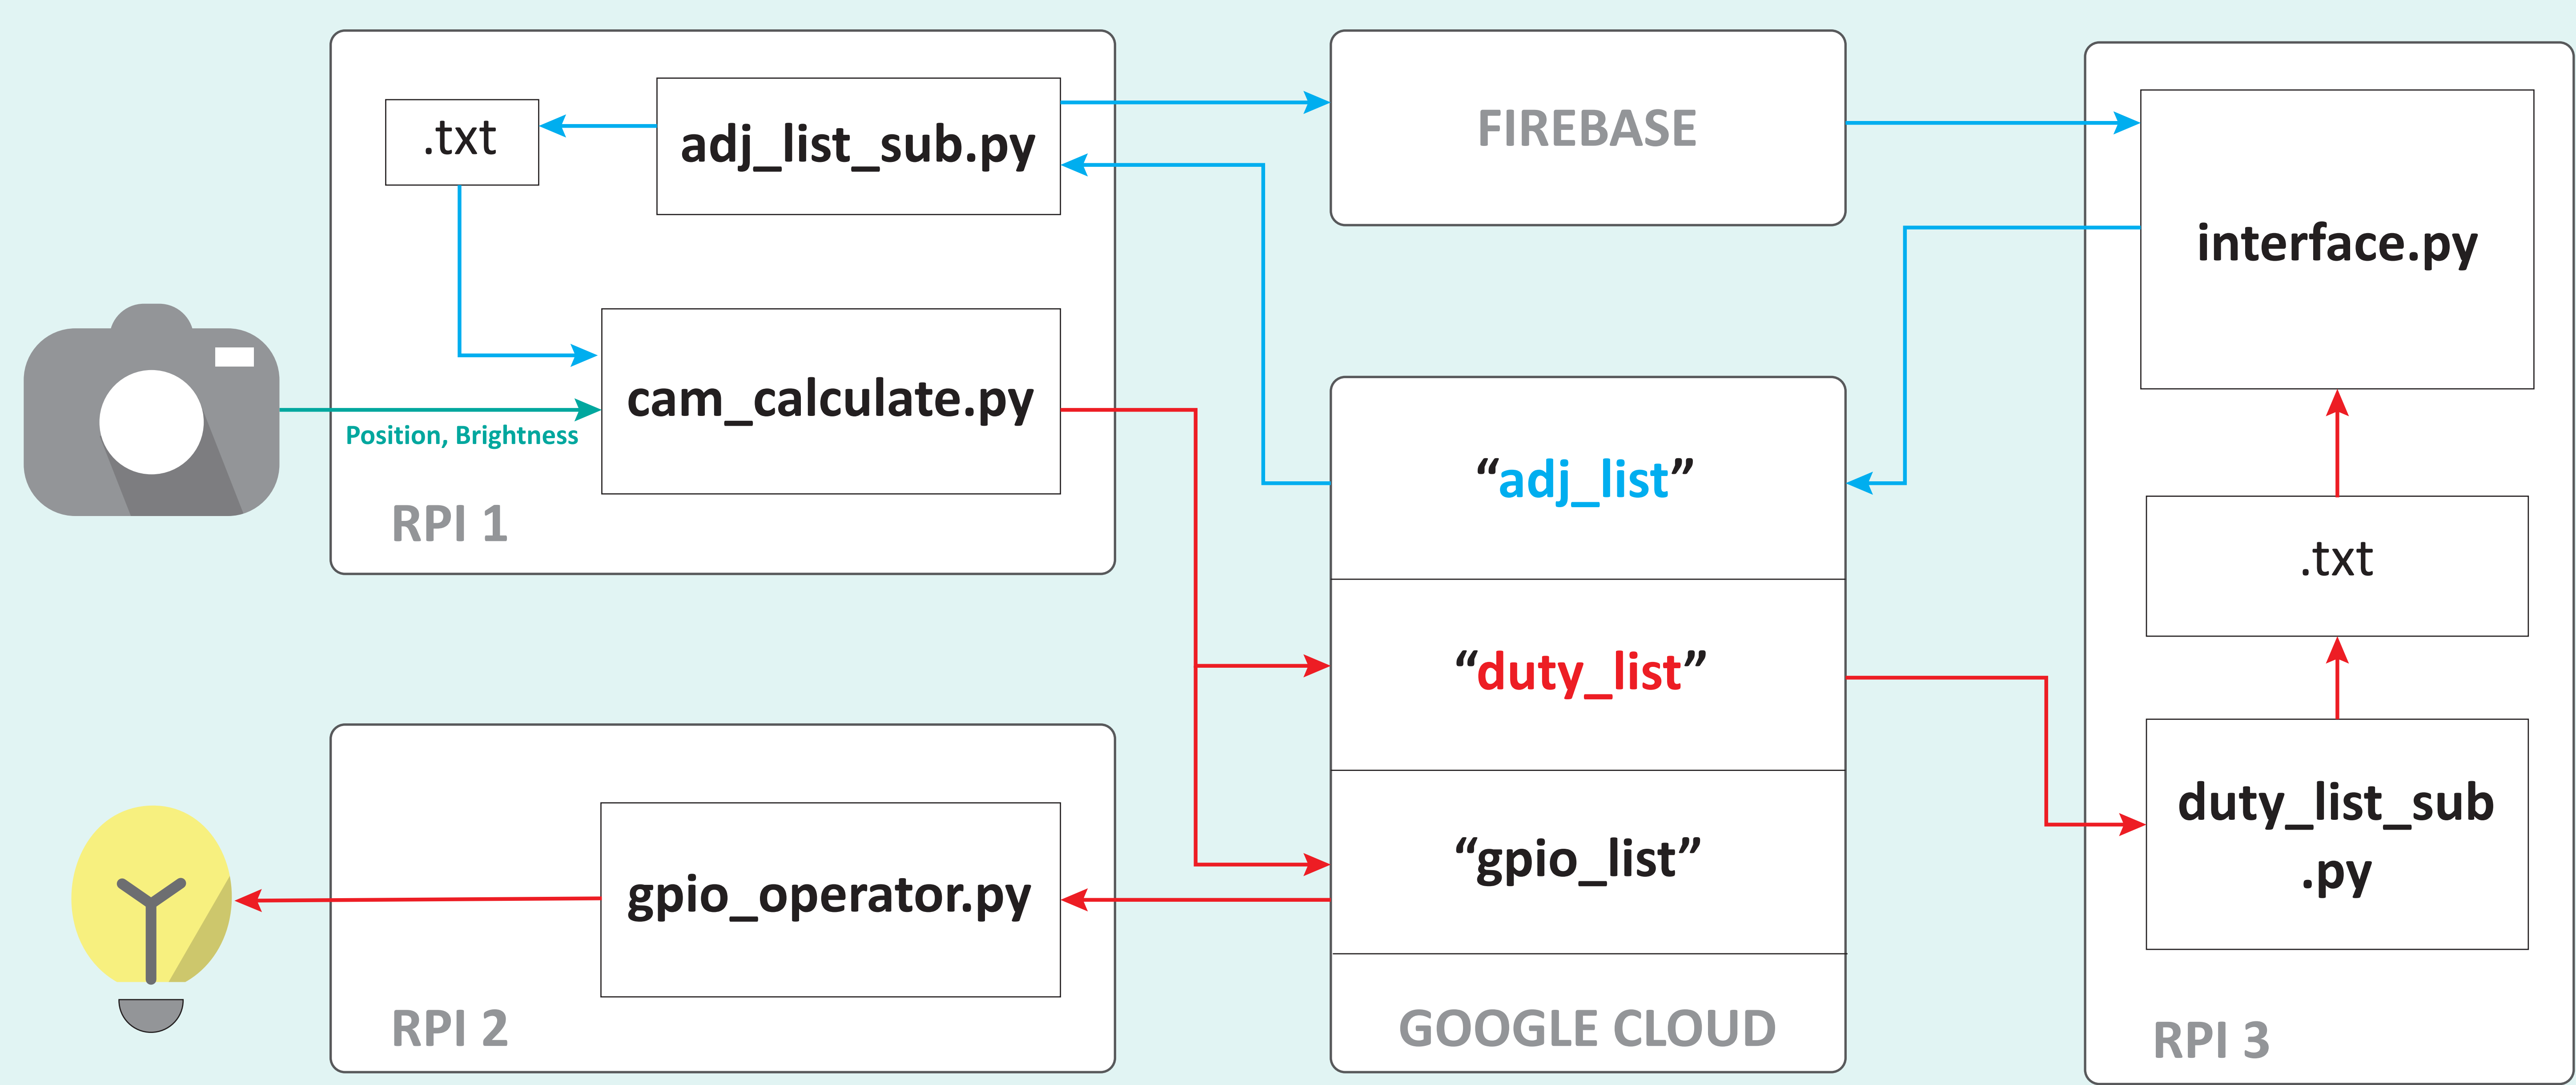 .txt
adj_list_sub.py
cam_calculate.py
Position, Brightness
RPI 1
gpio_operator.py
RPI 2
FIREBASE
“adj_list”
“duty_list”
“gpio_list”
GOOGLE CLOUD
interface.py
.txt
duty_list_sub
.py
RPI 3